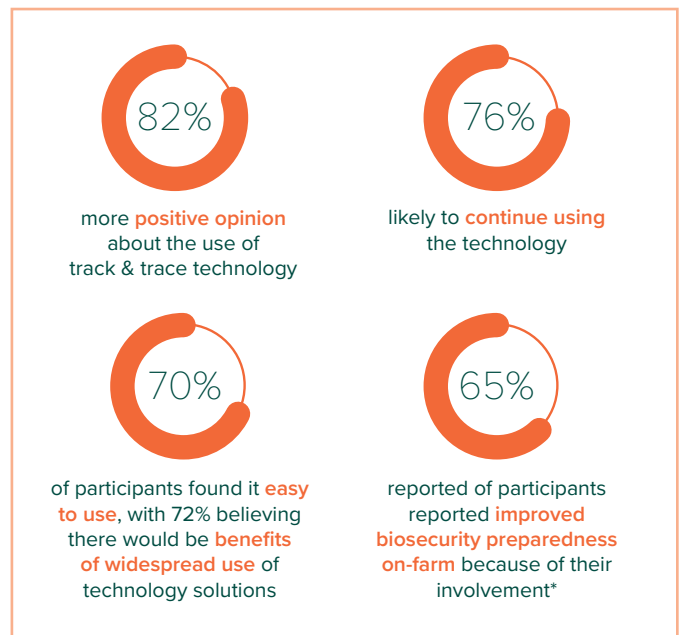 82%
more positive opinion
about the use of
track & trace technology
76%
likely to continue using
the technology
70%
of participants found it easy
to use, with 72% believing
there would be benefits
of widespread use of
technology solutions
65%
reported of participants
reported improved
biosecurity preparedness
on-farm because of their
involvement*